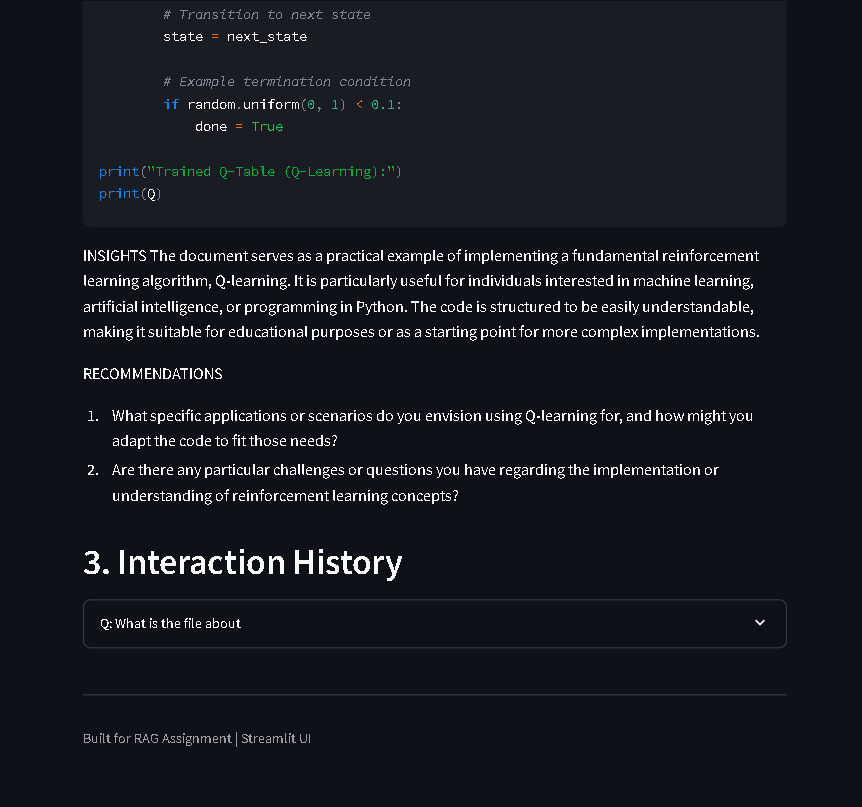 # Transition to next state
state = next_state
# Example termination condition
if random.uniform(0, 1) < 0.1:
done = True
print("Trained Q-Table (Q-Learning):")
print(Q)
INSIGHTS The document serves as a practical example of implementing a fundamental reinforcement
learning algorithm, Q-learning. It is particularly useful for individuals interested in machine learning,
artificial intelligence, or programming in Python. The code is structured to be easily understandable,
making it suitable for educational purposes or as a starting point for more complex implementations.
RECOMMENDATIONS
1. What specific applications or scenarios do you envision using Q-learning for, and how might you
adapt the code to fit those needs?
2. Are there any particular challenges or questions you have regarding the implementation or
understanding of reinforcement learning concepts?
3. Interaction History
Q: What is the file about
Built for RAG Assignment | Streamlit UI